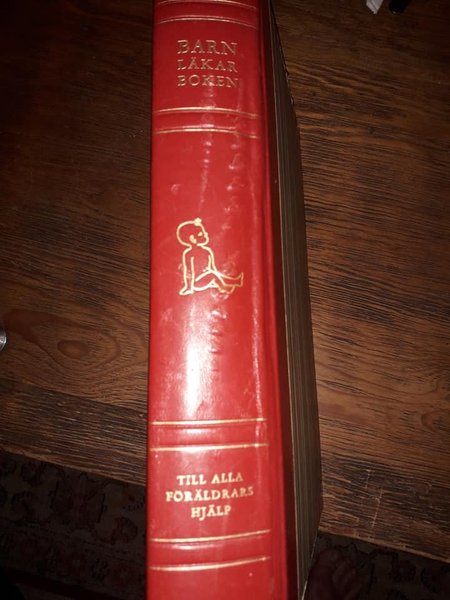 BARN
LÄKAR
BOKEN
TILL ALLA
FÖRÄLDRARS
HJÄLP